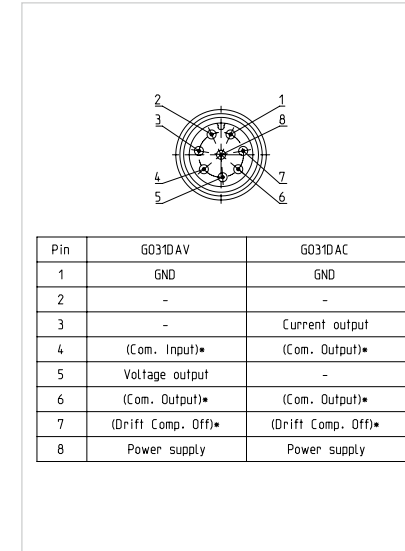 2 1
3 8
4 7
5 6
Pin GO31DAV GO31DAC
1 GND GND
2 - -
3 - Current output
4 (Com. Input)* (Com. Output)*
5 Voltage output -
6 (Com. Output)* (Com. Output)*
7 (Drift Comp. Off)* (Drift Comp. Off)*
8 Power supply Power supply